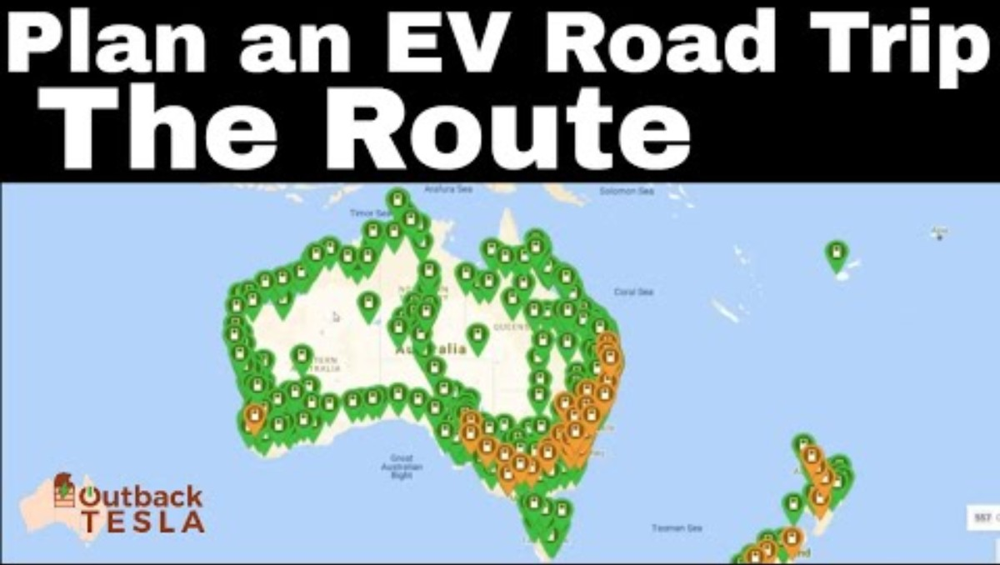 Plan an EV Road Trip
The Route
Arafura Sea
Solomon Sea
Timor Sea
Coral Sea
Great
Australian
Bight
Tasman Sea
Outback
TESLA
557